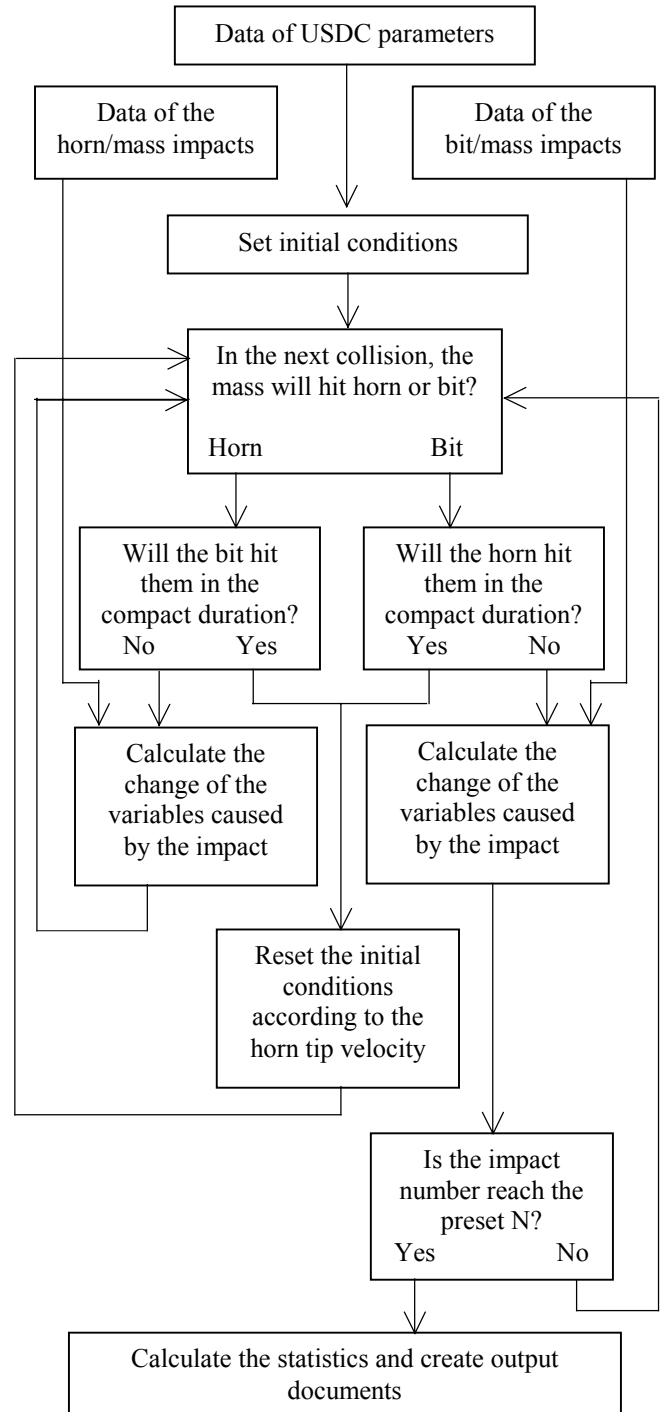 Data of USDC parameters
Data of the
horn/mass impacts
Data of the
bit/mass impacts
Set initial conditions
In the next collision, the
mass will hit horn or bit?
Horn Bit
Will the bit hit
them in the
compact duration?
No Yes
Will the horn hit
them in the
compact duration?
Yes No
Calculate the
change of the
variables caused
by the impact
Calculate the
change of the
variables caused
by the impact
Reset the initial
conditions
according to the
horn tip velocity
Is the impact
number reach the
preset N?
Yes No
Calculate the statistics and create output
documents